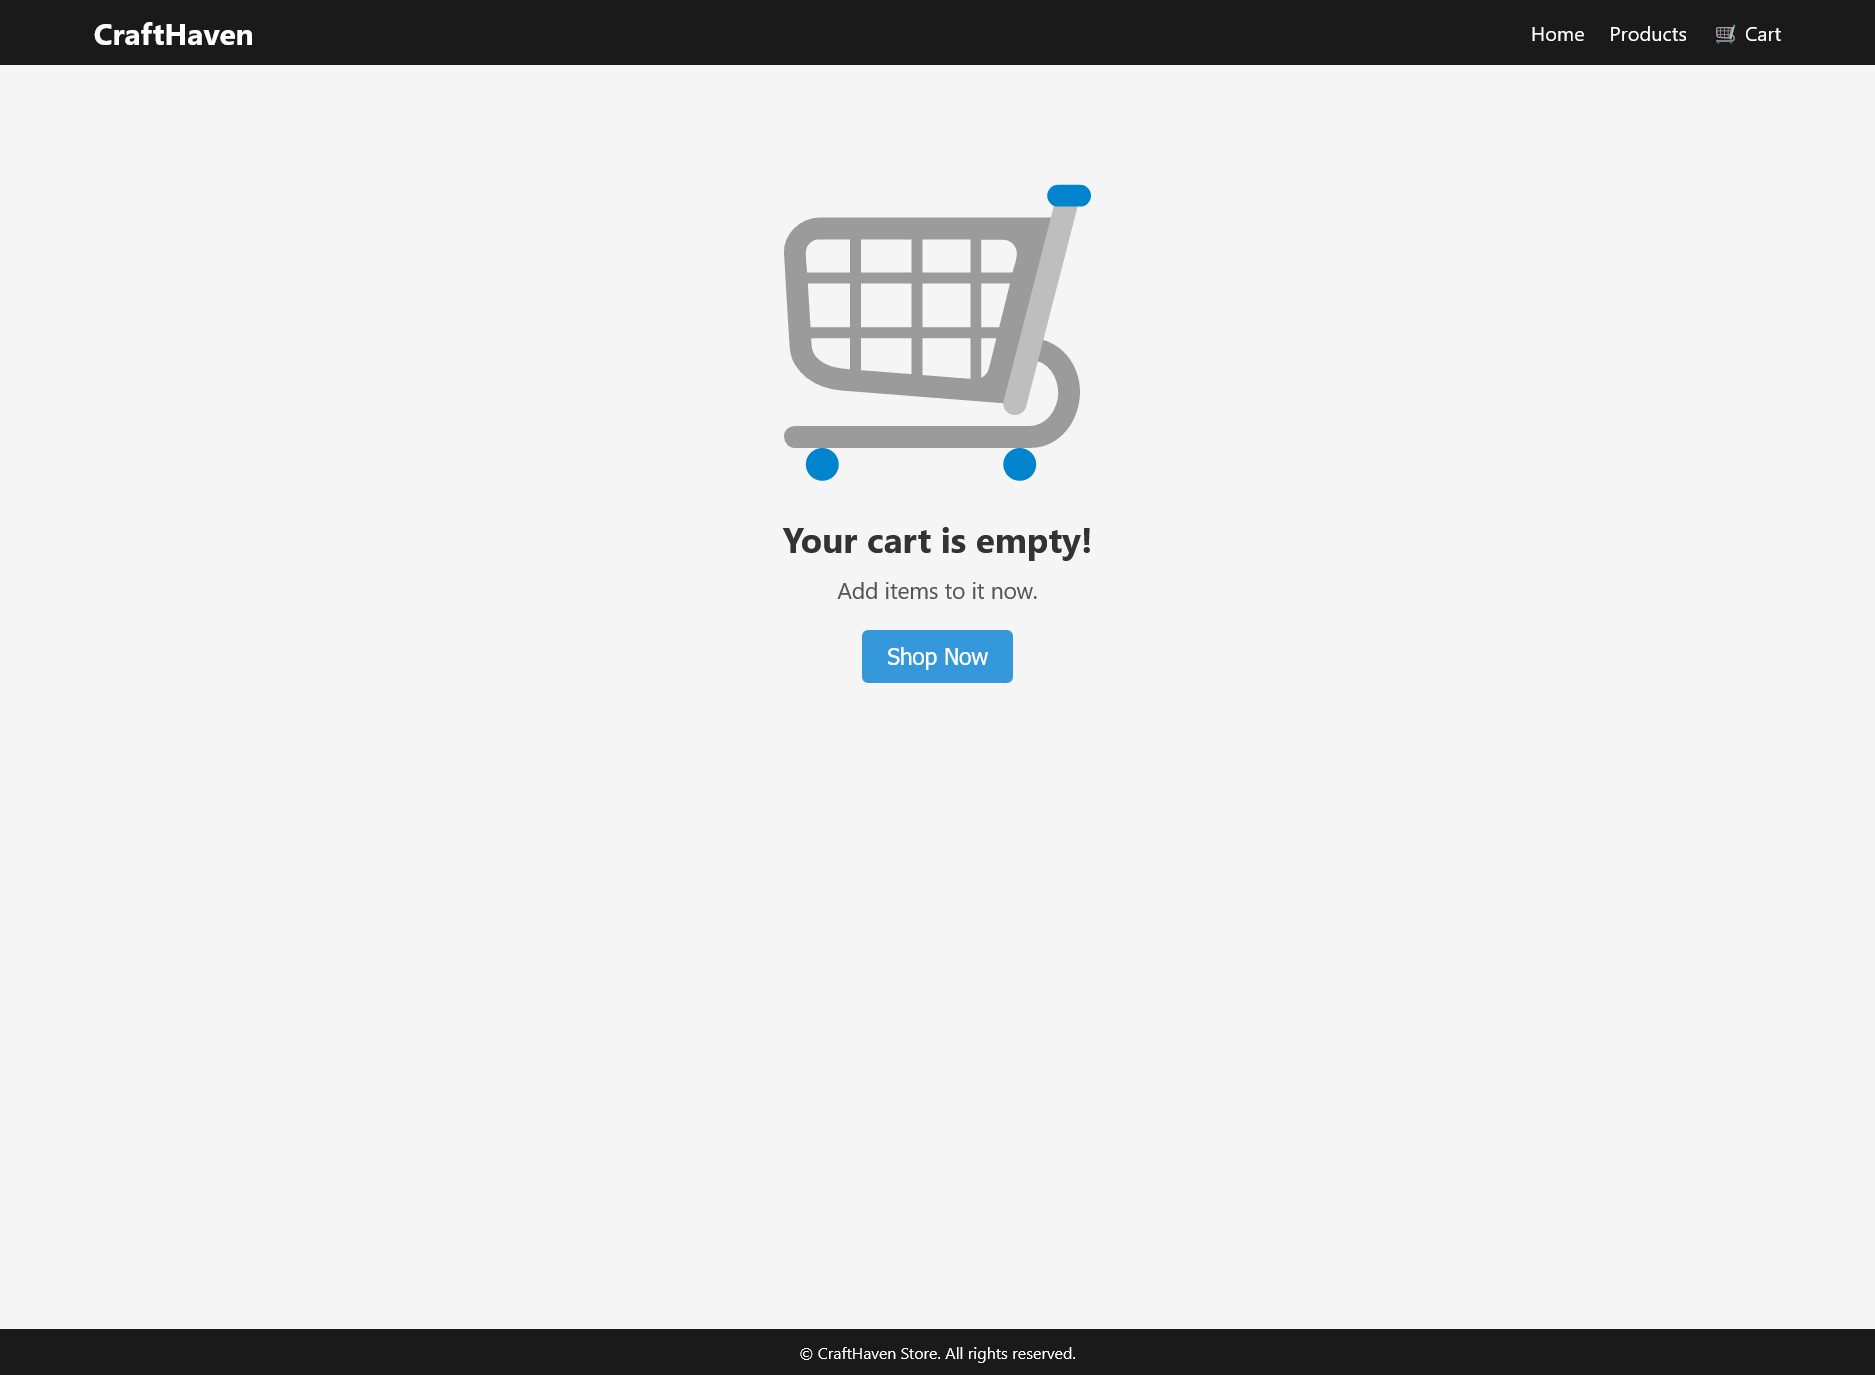 CraftHaven
Home Products 🛒 Cart
Your cart is empty!
Add items to it now.
Shop Now
© CraftHaven Store. All rights reserved.